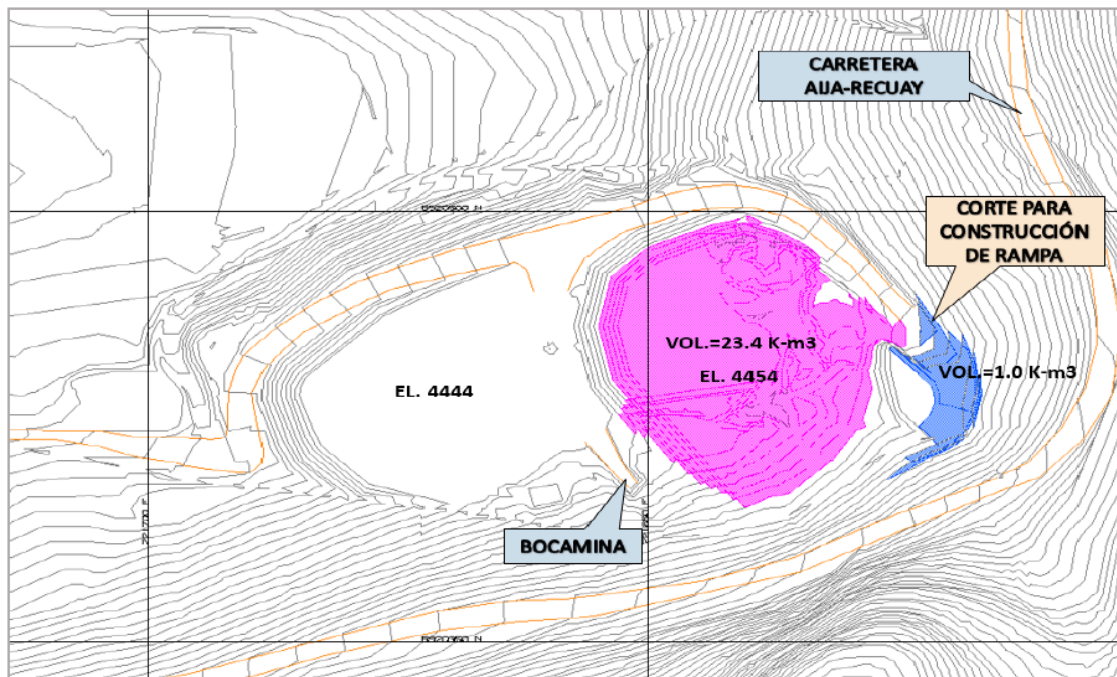 CARRETERA
AIJA-RECUAY
CORTE PARA
CONSTRUCCIÓN
DE RAMPA
VOL.=23.4 K-m3
EL. 4454
VOL.=1.0 K-m3
EL. 4444
BOCAMINA